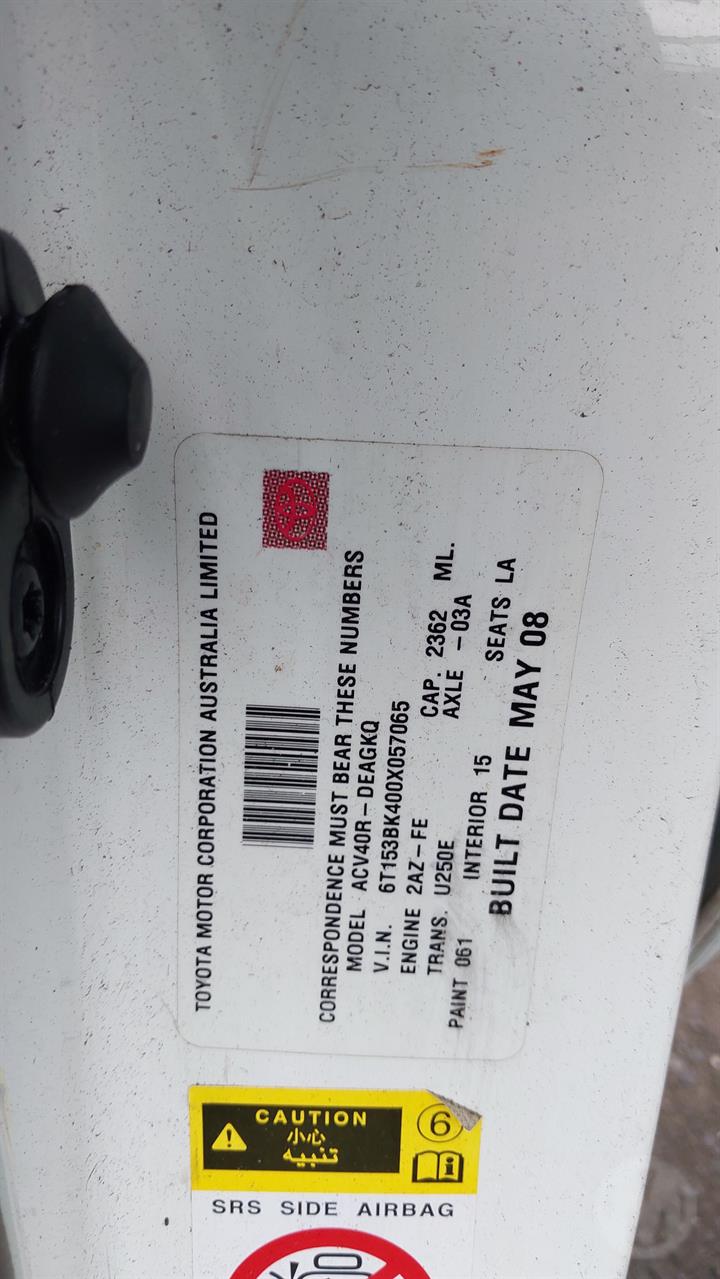 TOYOTA MOTOR CORPORATION AUSTRALIA LIMITED
CORRESPONDENCE MUST BEAR THESE NUMBERS
MODEL ACV40R-DEAGKQ
V.I.N. 6T153BK400X057065
ENGINE 2AZ-FE CAP. 2362 ML.
TRANS. U250E AXLE -03A
PAINT 061 INTERIOR 15 SEATS LA
BUILT DATE MAY 08
CAUTION
小心
تنبيه
6
SRS SIDE AIRBAG